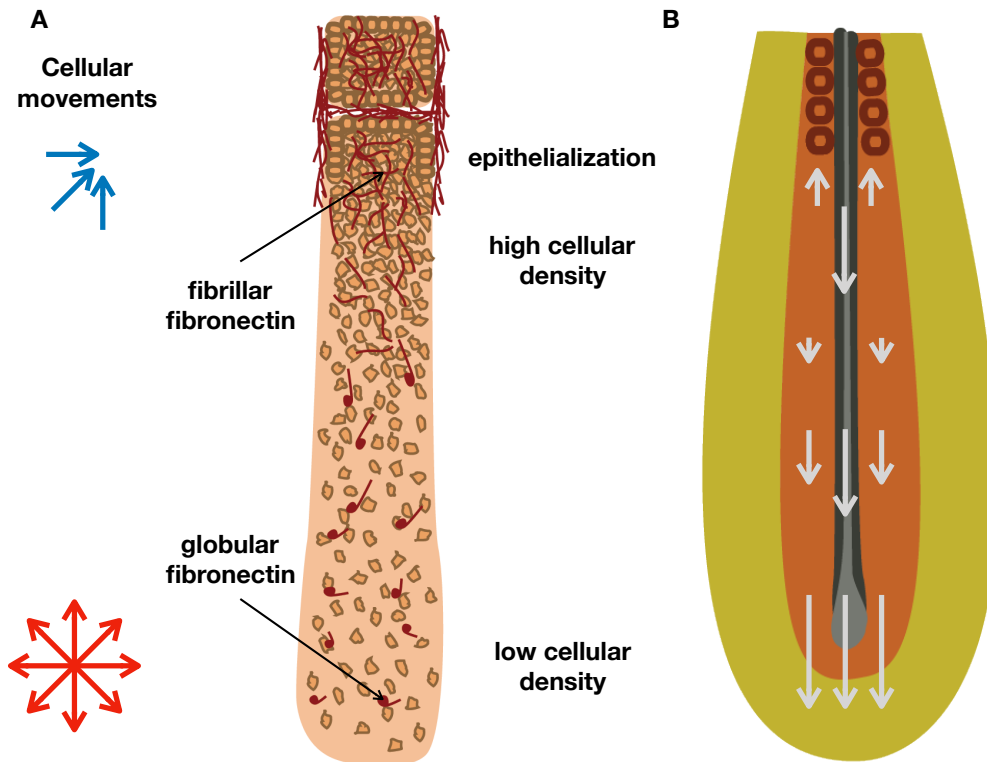 A
Cellular
movements
epithelialization
high cellular
density
fibrillar
fibronectin
globular
fibronectin
low cellular
density
B